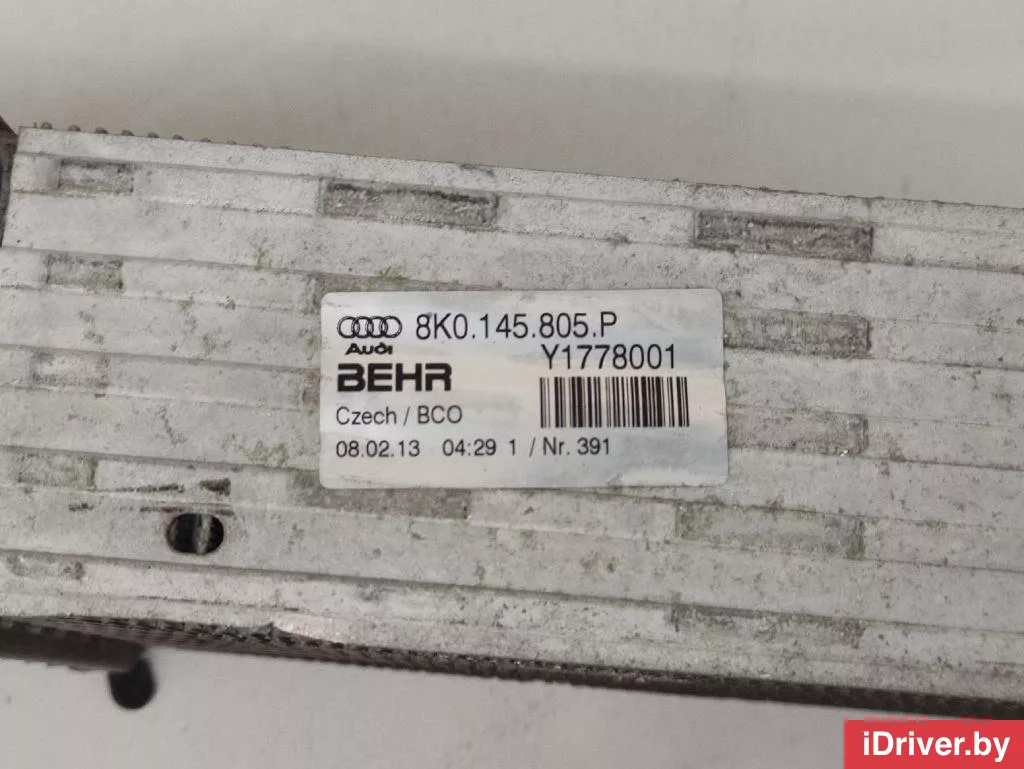 8K0.145.805.P
Audi
Y1778001
BEHR
Czech / BCO
08.02.13 04:29 1 / Nr. 391
iDriver.by